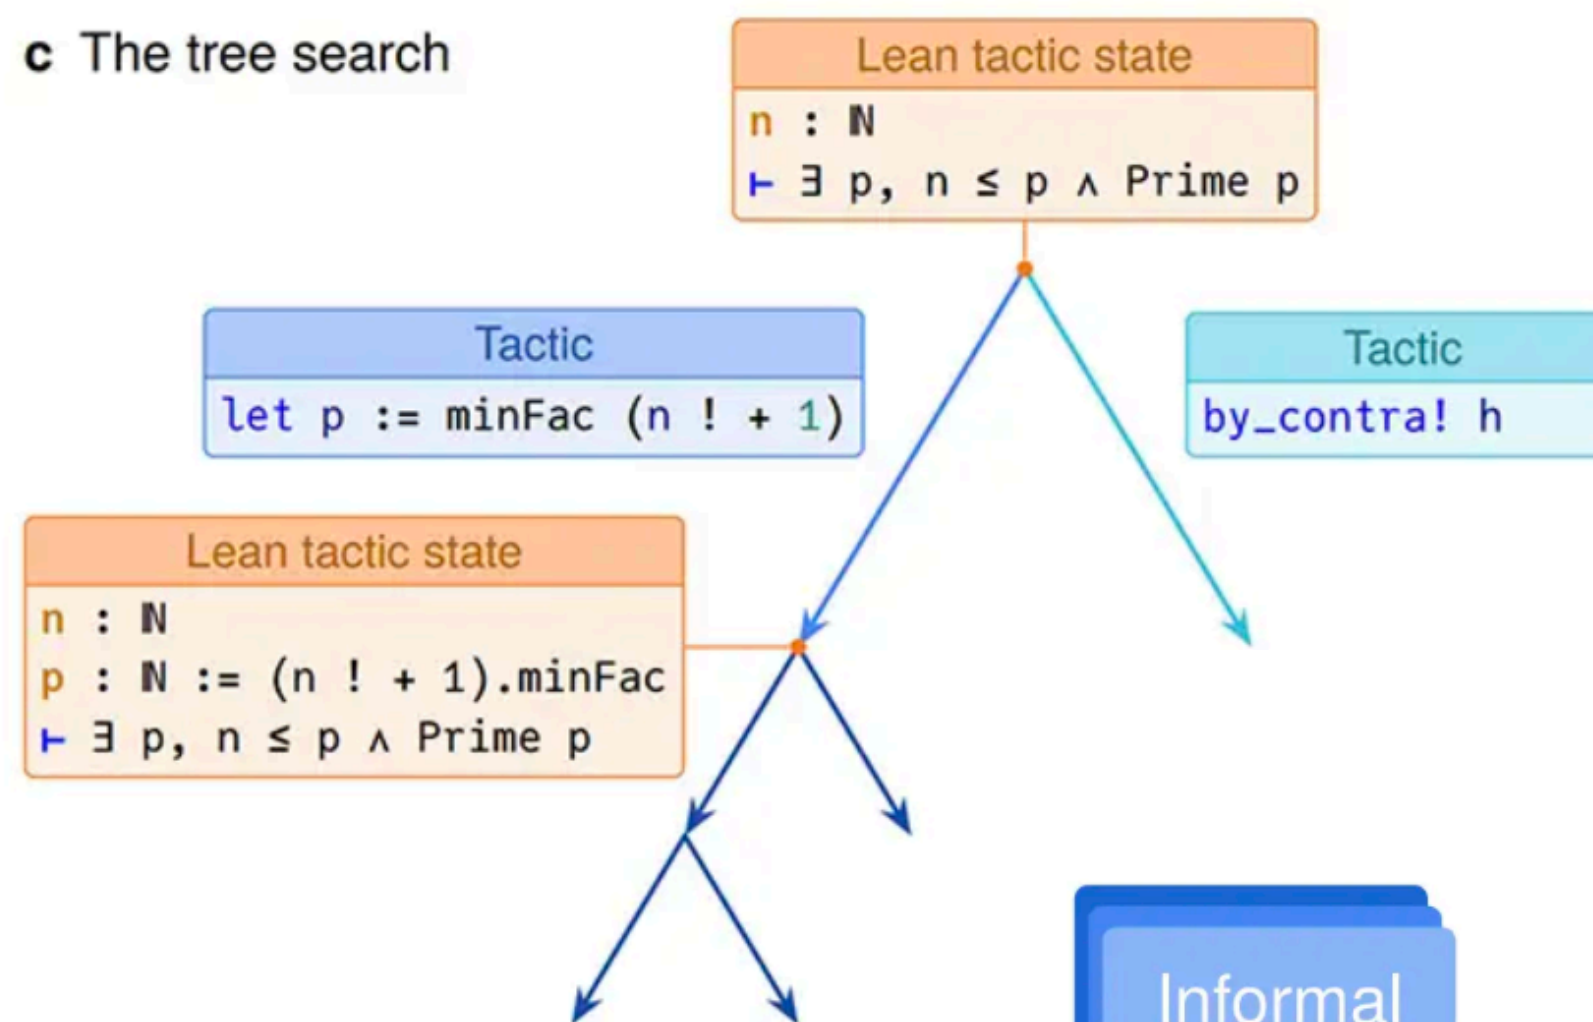 c The tree search
Lean tactic state
n : ℕ
⊢ ∃ p, n ≤ p ∧ Prime p
Tactic
let p := minFac (n ! + 1)
Tactic
by_contra! h
Lean tactic state
n : ℕ
p : ℕ := (n ! + 1).minFac
⊢ ∃ p, n ≤ p ∧ Prime p
Informal